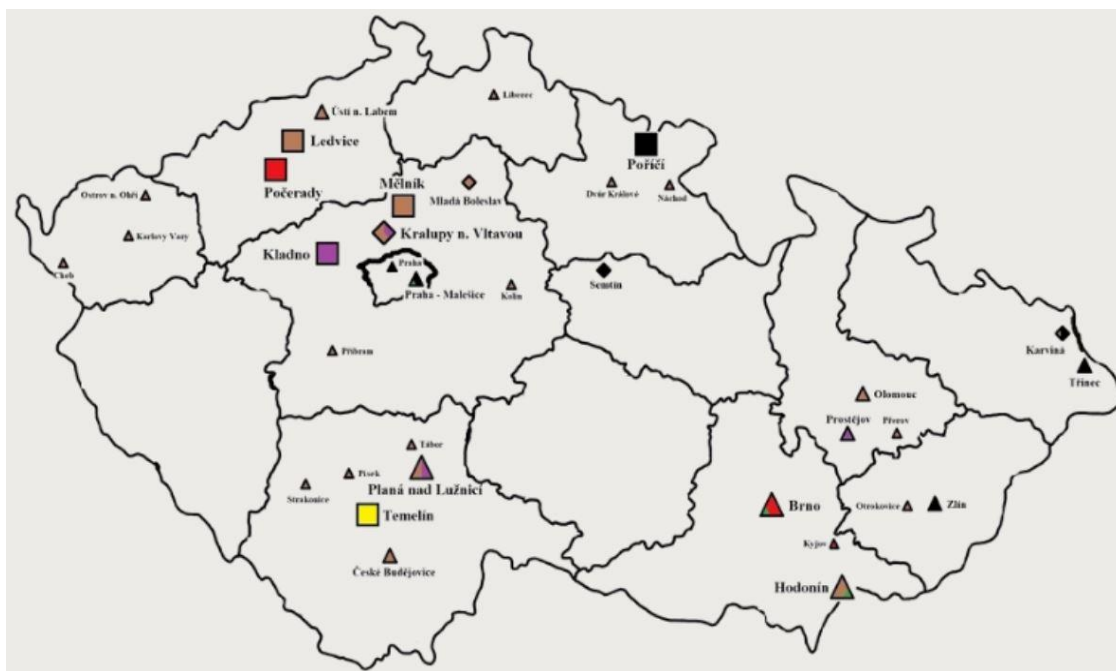 Liberec
Ústí n. Labem
Ledvice
Poříčí
Počerady
Mělník
Mladá Boleslav
Dvůr Králové
Náchod
Ostrov n. Ohří
Karlovy Vary
Cheb
Kralupy n. Vltavou
Kladno
Praha
Praha - Malešice
Kolín
Semtín
Příbram
Karviná
Třinec
Olomouc
Prostějov
Přerov
Tábor
Písek
Planá nad Lužnicí
Strakonice
Temelín
Brno
Otrokovice
Zlín
Kyjov
České Budějovice
Hodonín